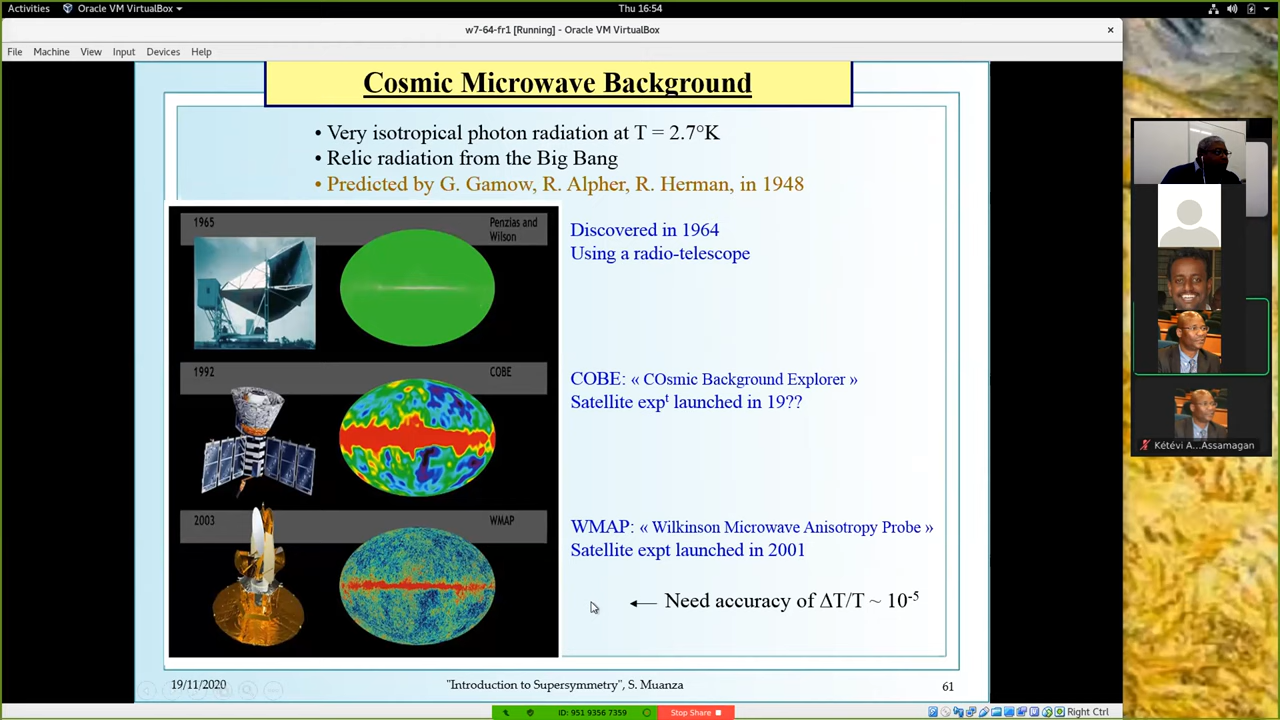 Activities Oracle VM VirtualBox Thu 16:54
w7-64-fr1 [Running] - Oracle VM VirtualBox
File Machine View Input Devices Help
Cosmic Microwave Background
• Very isotropical photon radiation at T = 2.7°K
• Relic radiation from the Big Bang
• Predicted by G. Gamow, R. Alpher, R. Herman, in 1948
1965 Penzias and
Wilson
Discovered in 1964
Using a radio-telescope
1992 COBE
COBE: « COsmic Background Explorer »
Satellite expᵗ launched in 19??
2003 WMAP
WMAP: « Wilkinson Microwave Anisotropy Probe »
Satellite expt launched in 2001
Need accuracy of ΔT/T ~ 10⁻⁵
19/11/2020 "Introduction to Supersymmetry", S. Muanza 61
Kétévi A...Assamagan
ID: 951 9356 7359 Stop Share
Right Ctrl